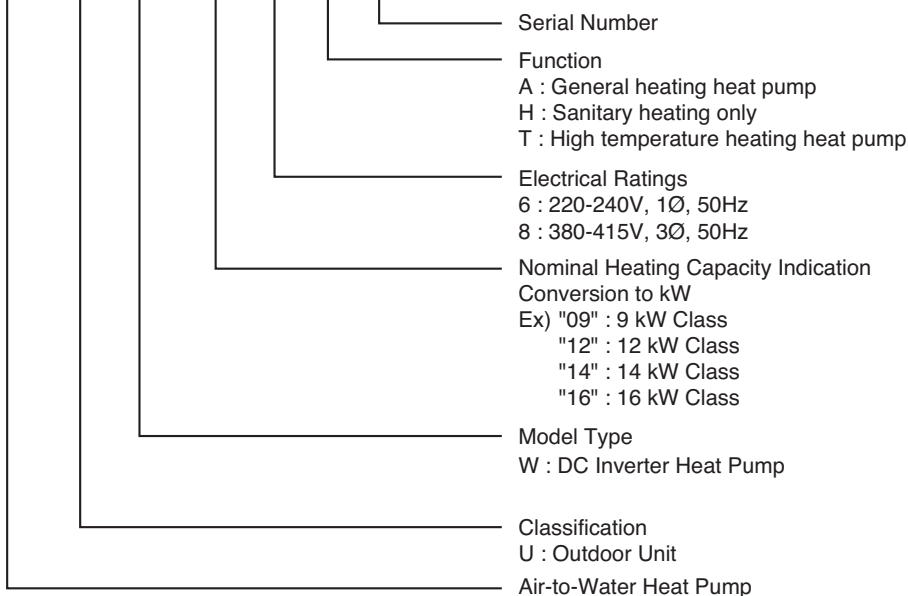 Serial Number
Function
A : General heating heat pump
H : Sanitary heating only
T : High temperature heating heat pump
Electrical Ratings
6 : 220-240V, 1Ø, 50Hz
8 : 380-415V, 3Ø, 50Hz
Nominal Heating Capacity Indication
Conversion to kW
Ex) "09" : 9 kW Class
"12" : 12 kW Class
"14" : 14 kW Class
"16" : 16 kW Class
Model Type
W : DC Inverter Heat Pump
Classification
U : Outdoor Unit
Air-to-Water Heat Pump